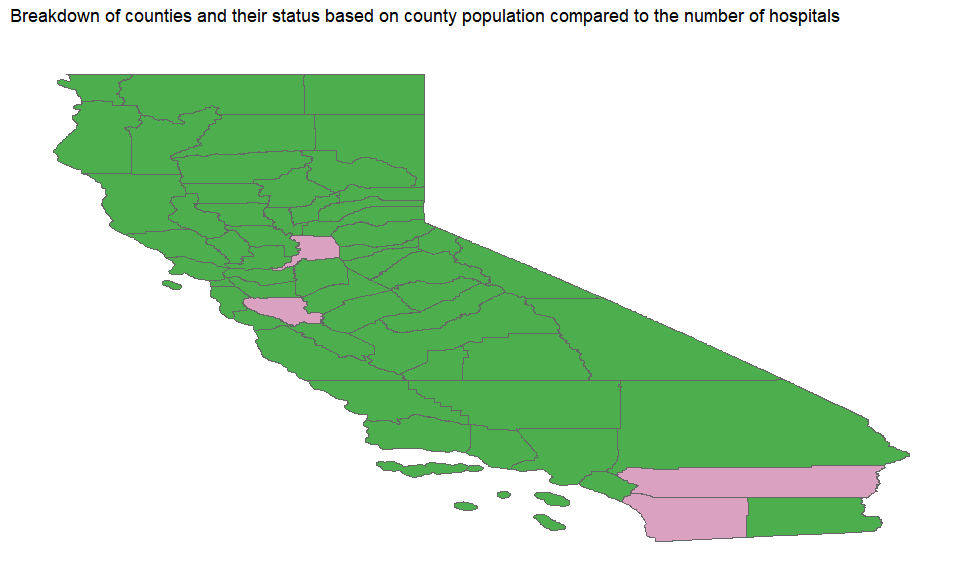 Breakdown of counties and their status based on county population compared to the number of hospitals